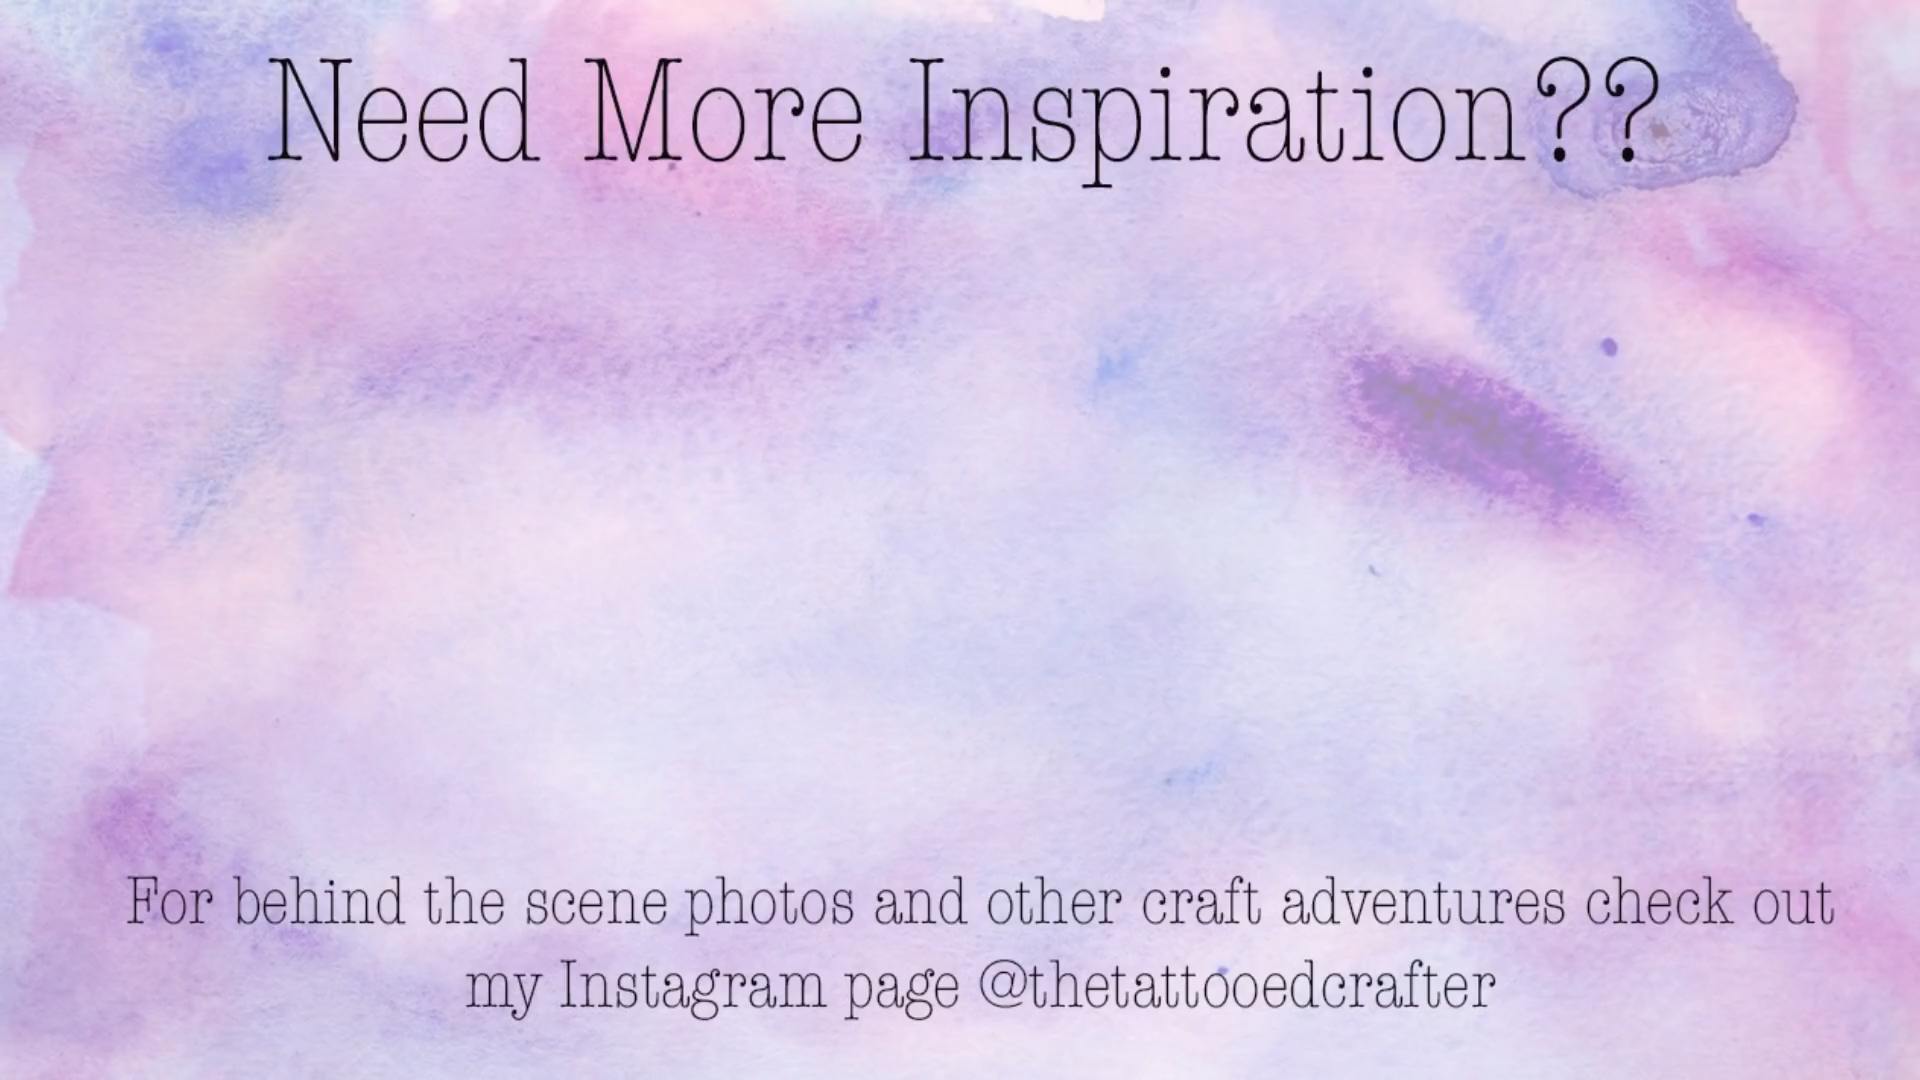 Need More Inspiration??
For behind the scene photos and other craft adventures check out
my Instagram page @thetattooedcrafter